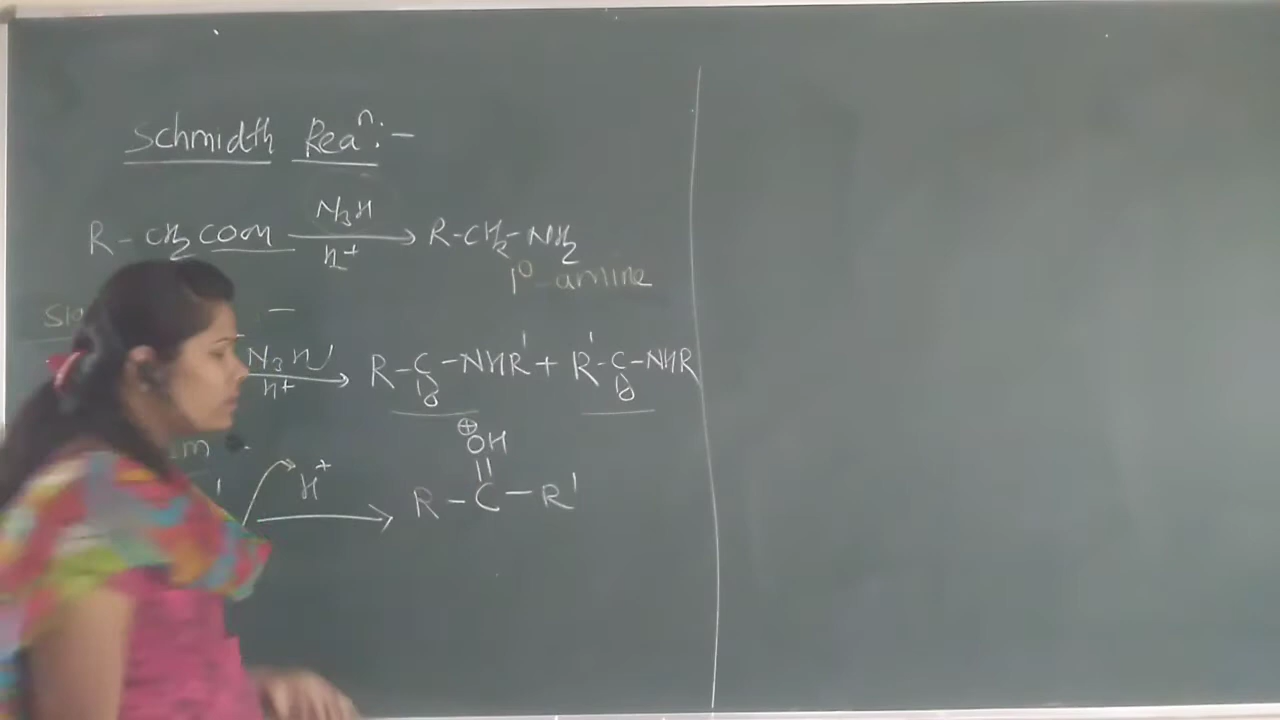 Schmidth Reaⁿ:-
R-CH₂COOH N₃H H⁺ → R-CH₂-NH₂
1° amine
N₃H H⁺ → R-C-NHR' + R'-C-NHR
O O
⊕
OH
H⁺ → R-C-R'